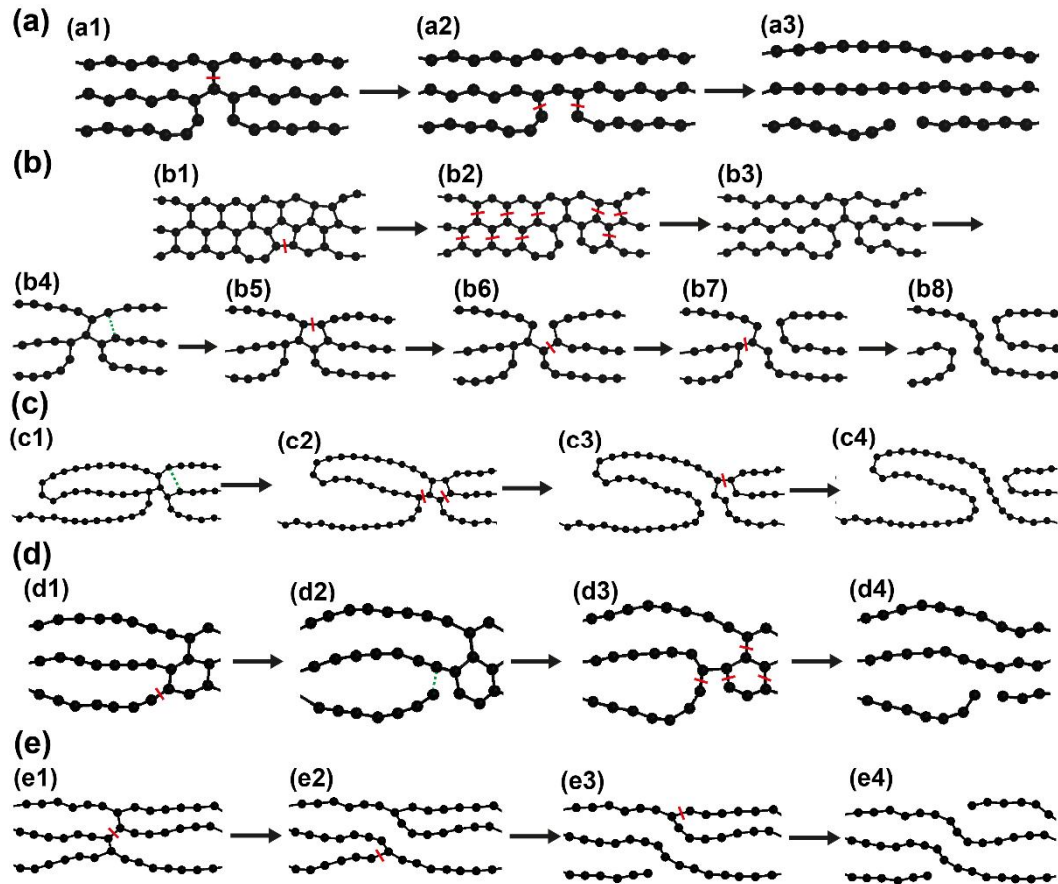 (a)
(a1) (a2) (a3)
(b)
(b1) (b2) (b3)
(b4) (b5) (b6) (b7) (b8)
(c)
(c1) (c2) (c3) (c4)
(d)
(d1) (d2) (d3) (d4)
(e)
(e1) (e2) (e3) (e4)